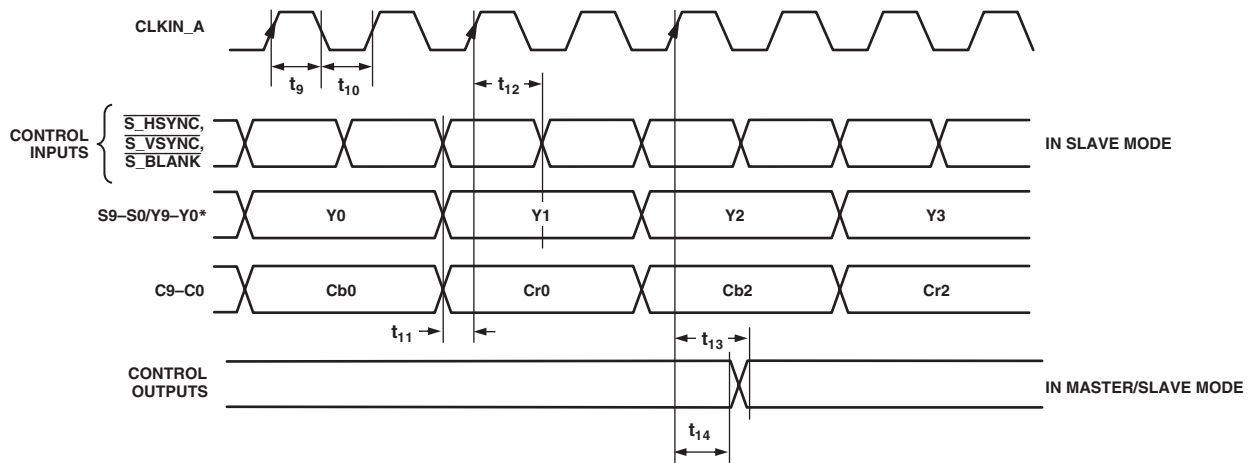 CLKIN_A
t9
t10
t12
CONTROL
INPUTS
S_HSYNC,
S_VSYNC,
S_BLANK
IN SLAVE MODE
S9–S0/Y9–Y0*
Y0
Y1
Y2
Y3
C9–C0
Cb0
Cr0
Cb2
Cr2
t11
t13
CONTROL
OUTPUTS
IN MASTER/SLAVE MODE
t14